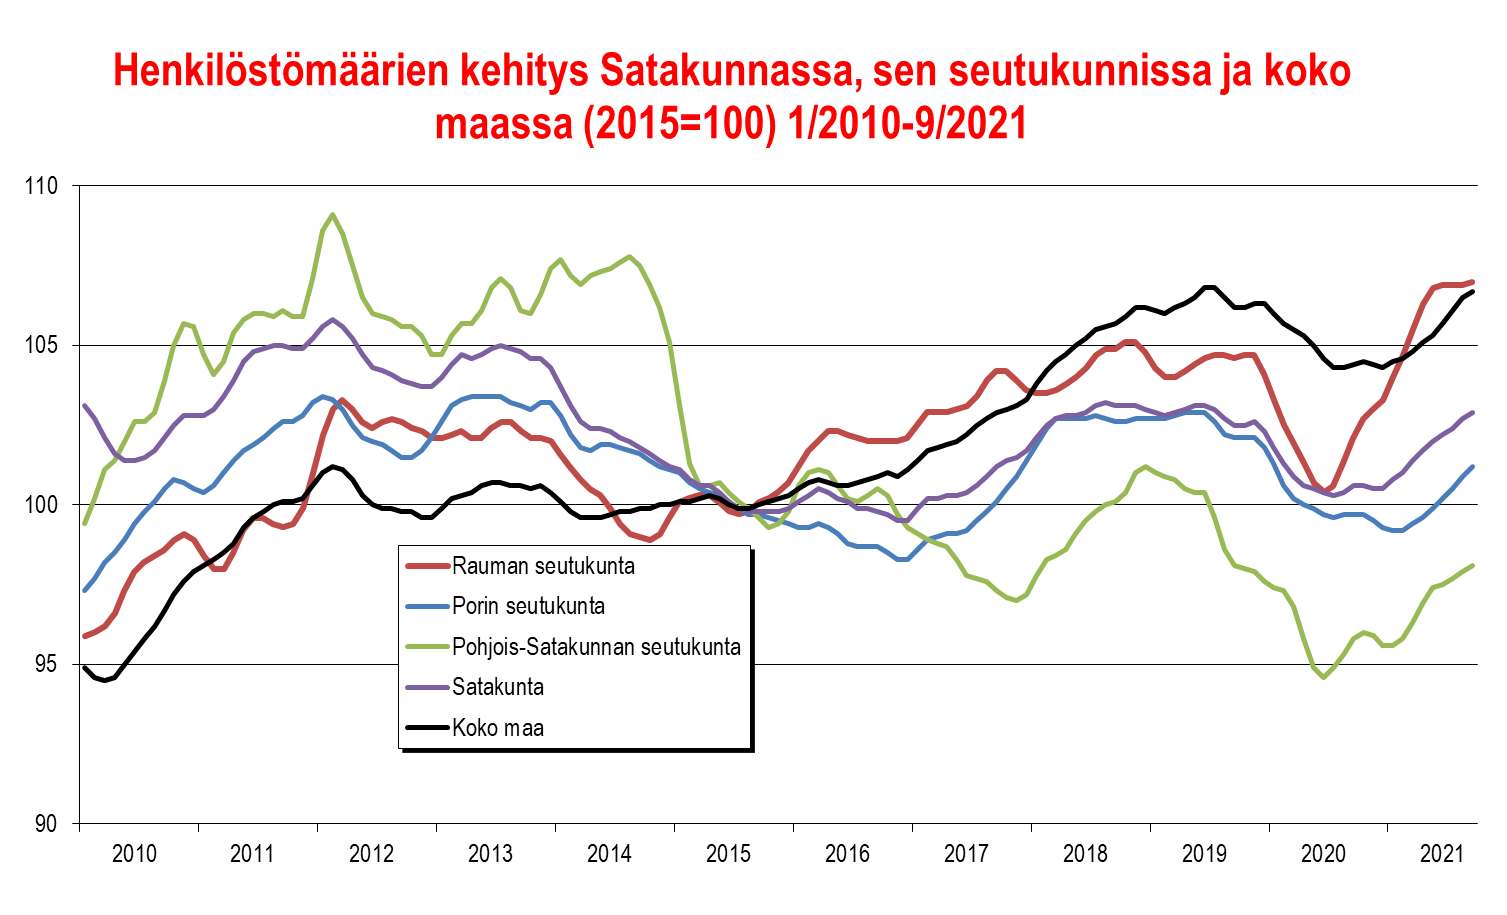 Henkilöstömäärien kehitys Satakunnassa, sen seutukunnissa ja koko
maassa (2015=100) 1/2010-9/2021
110
105
100
95
90
Rauman seutukunta
Porin seutukunta
Pohjois-Satakunnan seutukunta
Satakunta
Koko maa
2010 2011 2012 2013 2014 2015 2016 2017 2018 2019 2020 2021